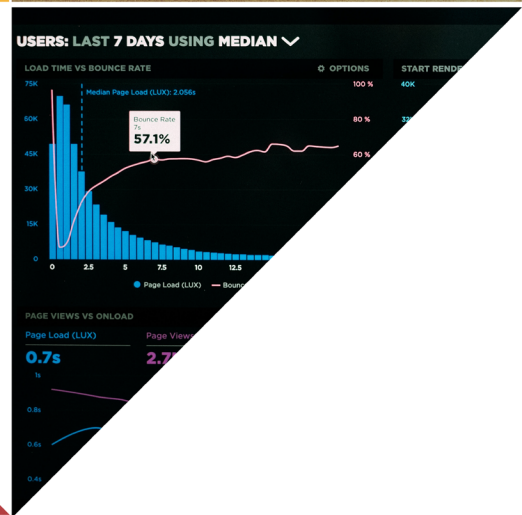 USERS: LAST 7 DAYS USING MEDIAN
LOAD TIME VS BOUNCE RATE
OPTIONS
START
75K
60K
45K
30K
15K
0
Median Page Load (LUX): 2.056s
Bounce Rate
7s
57.1%
100 %
80 %
60 %
40K
0 2.5 5 7.5 10 12.5
Page Load (LUX)
PAGE VIEWS VS ONLOAD
Page Load (LUX)
Page Views
0.7s
1s
0.8s
0.6s
0.4s